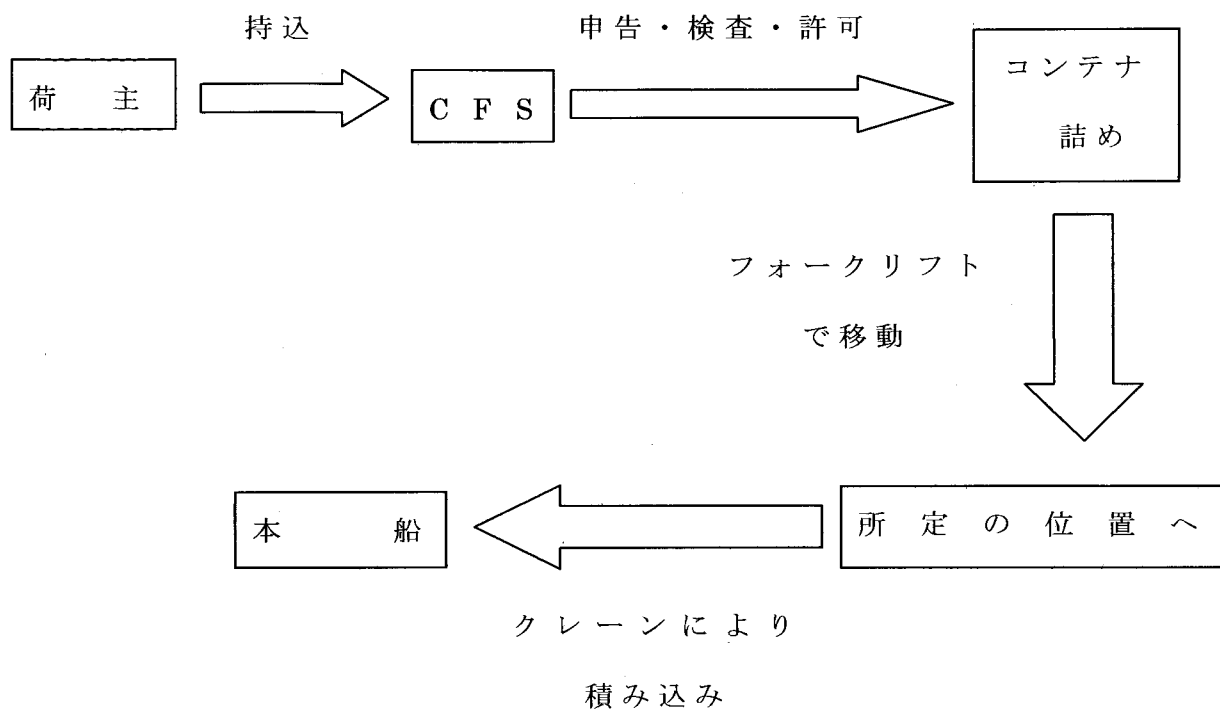 持込
申告・検査・許可
荷主
CFS
コンテナ
詰め
フォークリフト
で移動
所定の位置へ
本船
クレーンにより
積み込み